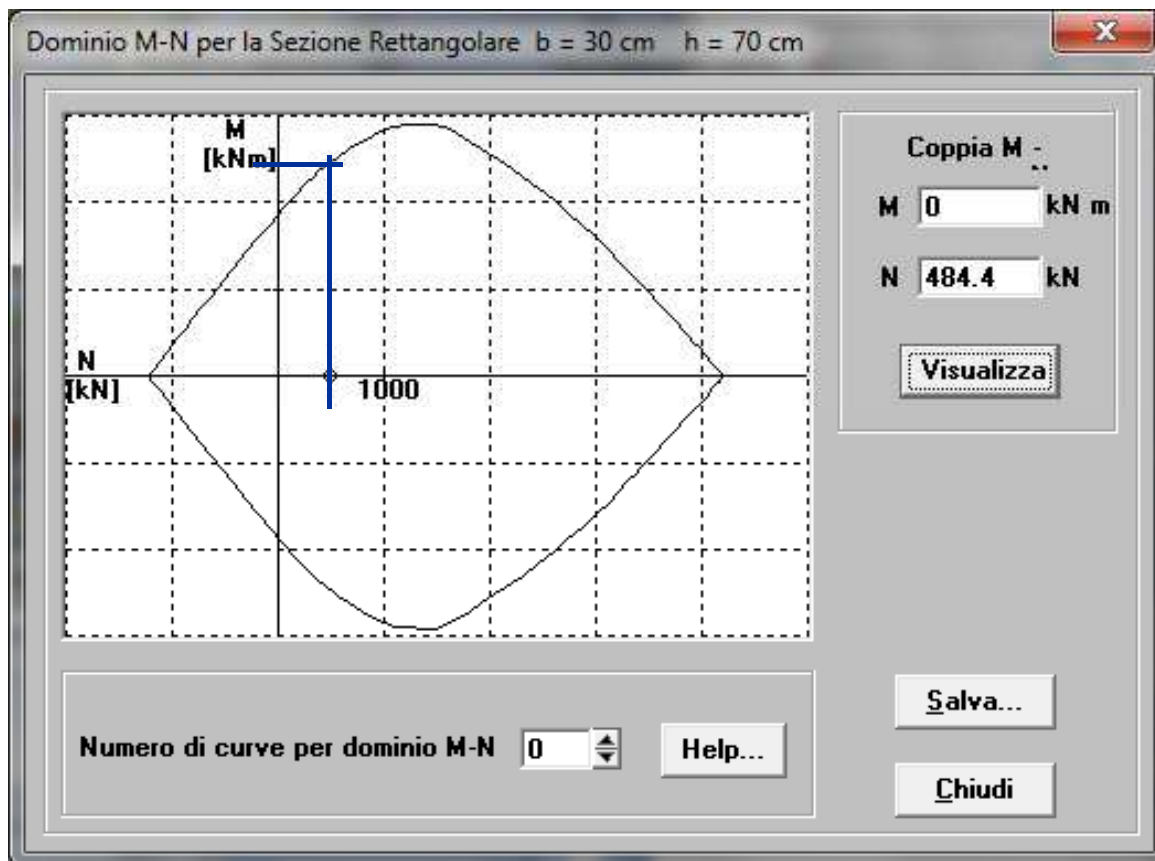 Dominio M-N per la Sezione Rettangolare b = 30 cm h = 70 cm
M
[kNm]
N
[kN]
1000
Coppia M -
M 0 kN m
N 484.4 kN
Visualizza
Numero di curve per dominio M-N 0
Help...
Salva...
Chiudi